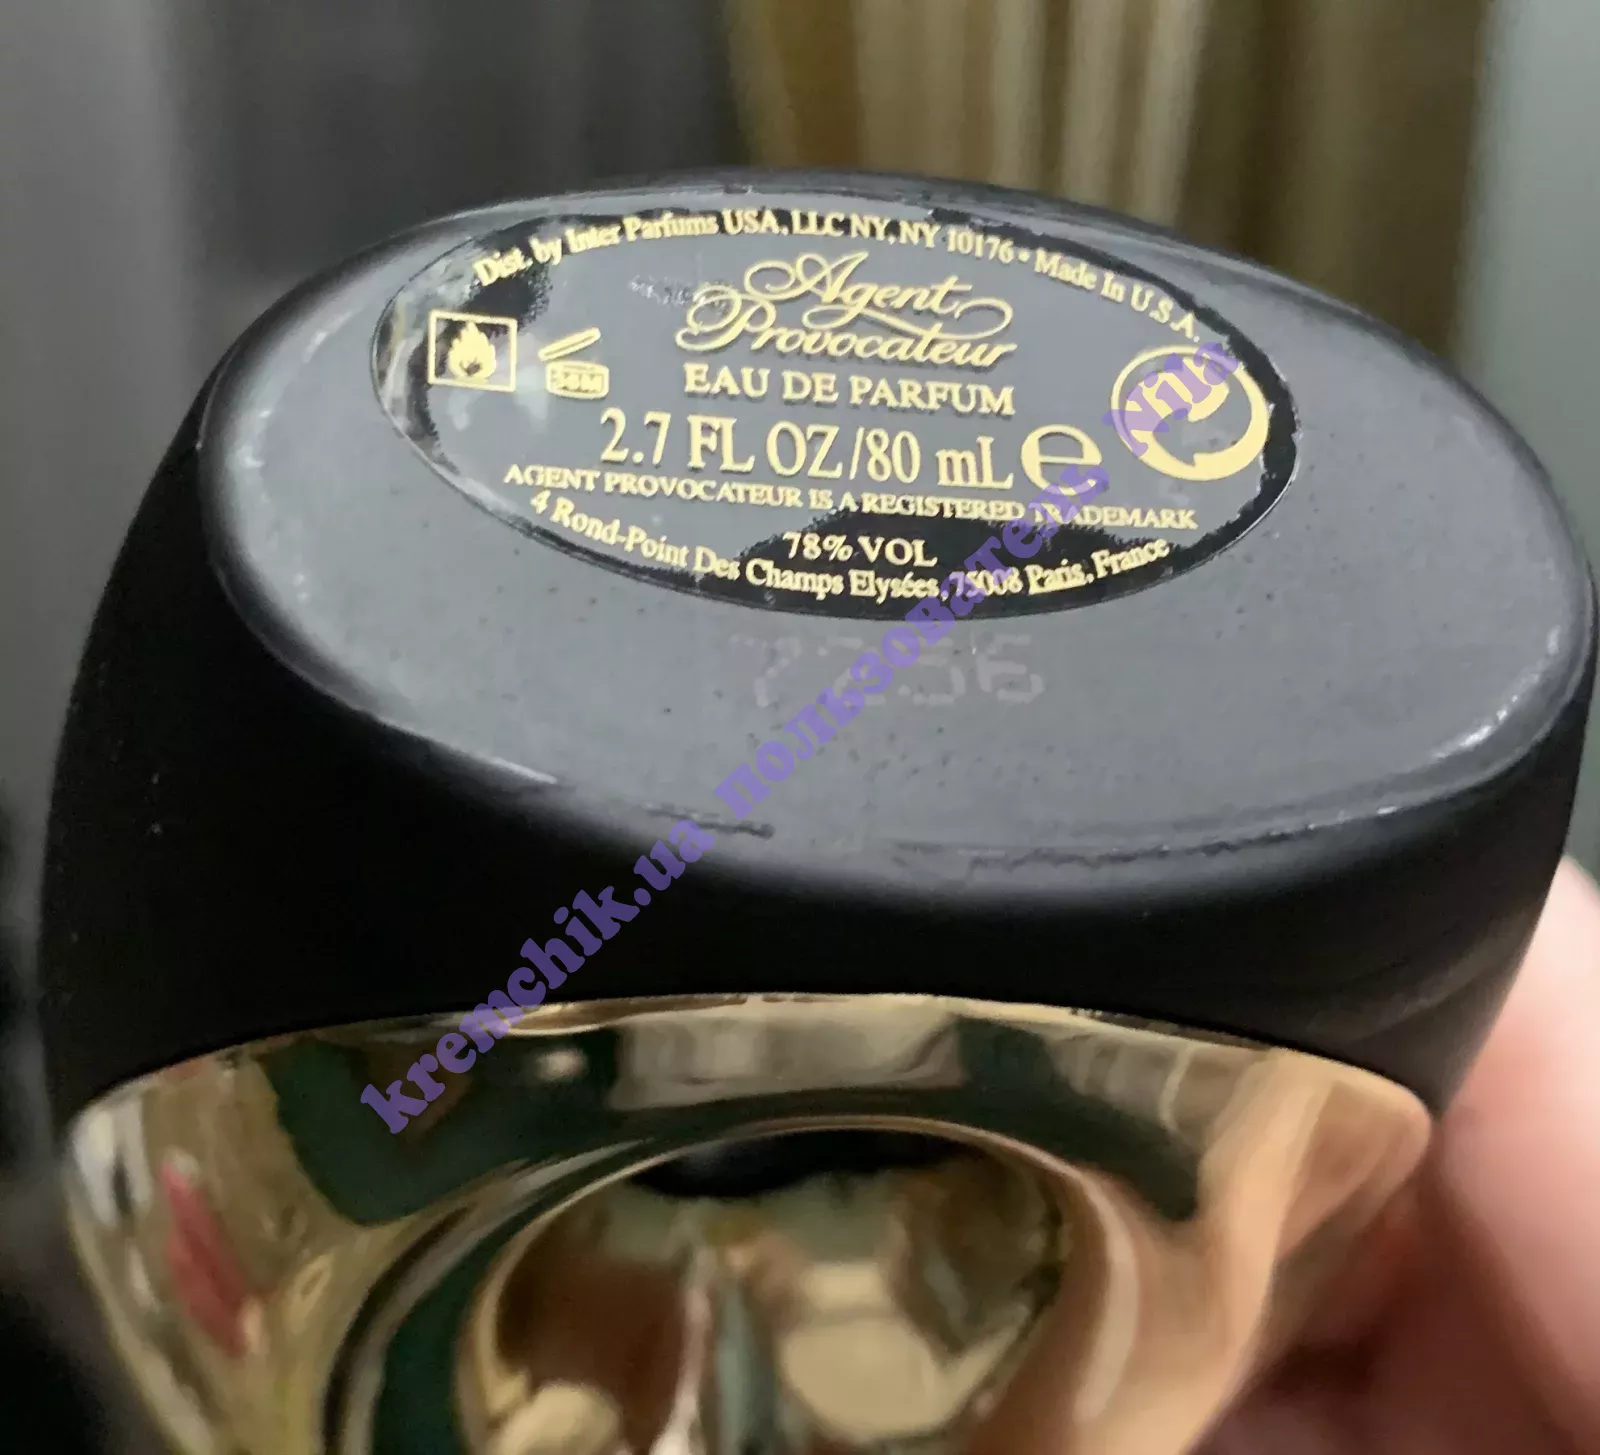 Dist. by Inter Parfums USA, LLC NY, NY 10176 • Made In U.S.A.
Agent
Provocateur
EAU DE PARFUM
36M
2.7 FL OZ/80 mL e
AGENT PROVOCATEUR IS A REGISTERED TRADEMARK
78% VOL
4 Rond-Point Des Champs Elysées, 75008 Paris, France
kremchik.ua пользователь Njla